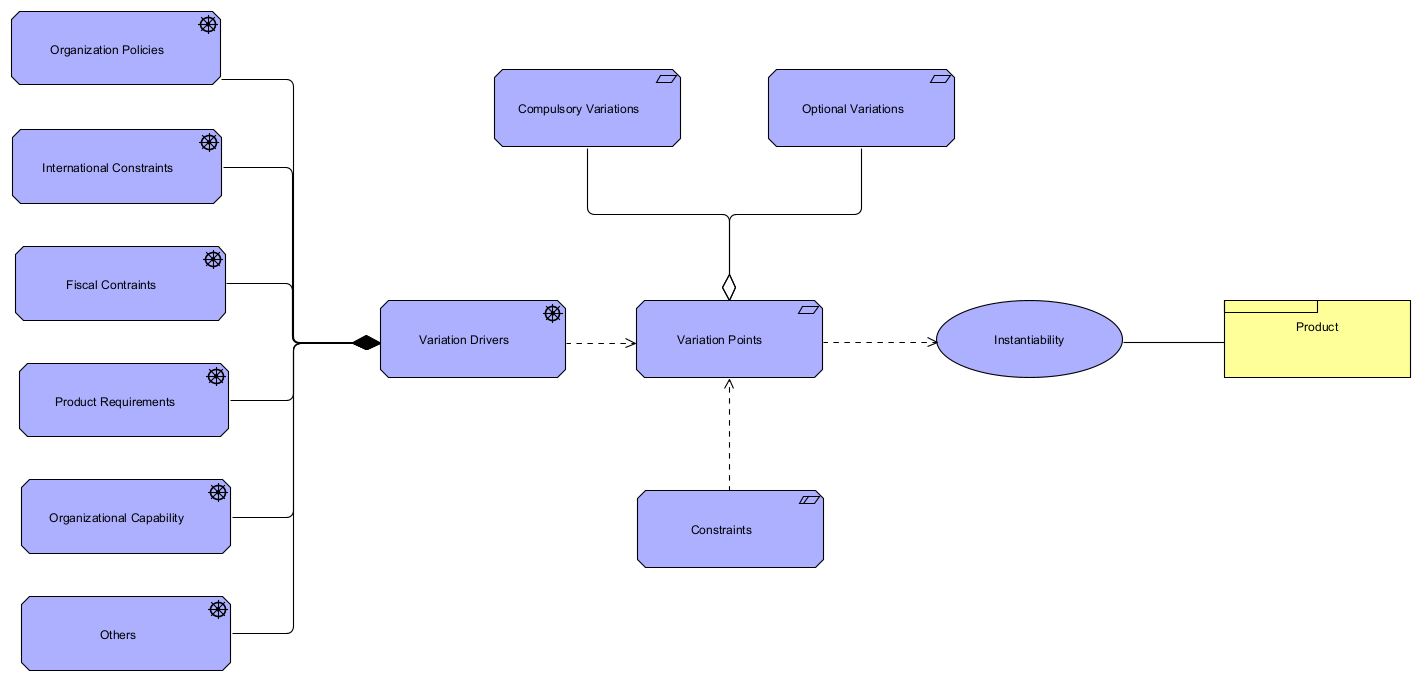 Organization Policies
International Constraints
Fiscal Contraints
Product Requirements
Organizational Capability
Others
Compulsory Variations
Optional Variations
Variation Drivers
Variation Points
Instantiability
Product
Constraints